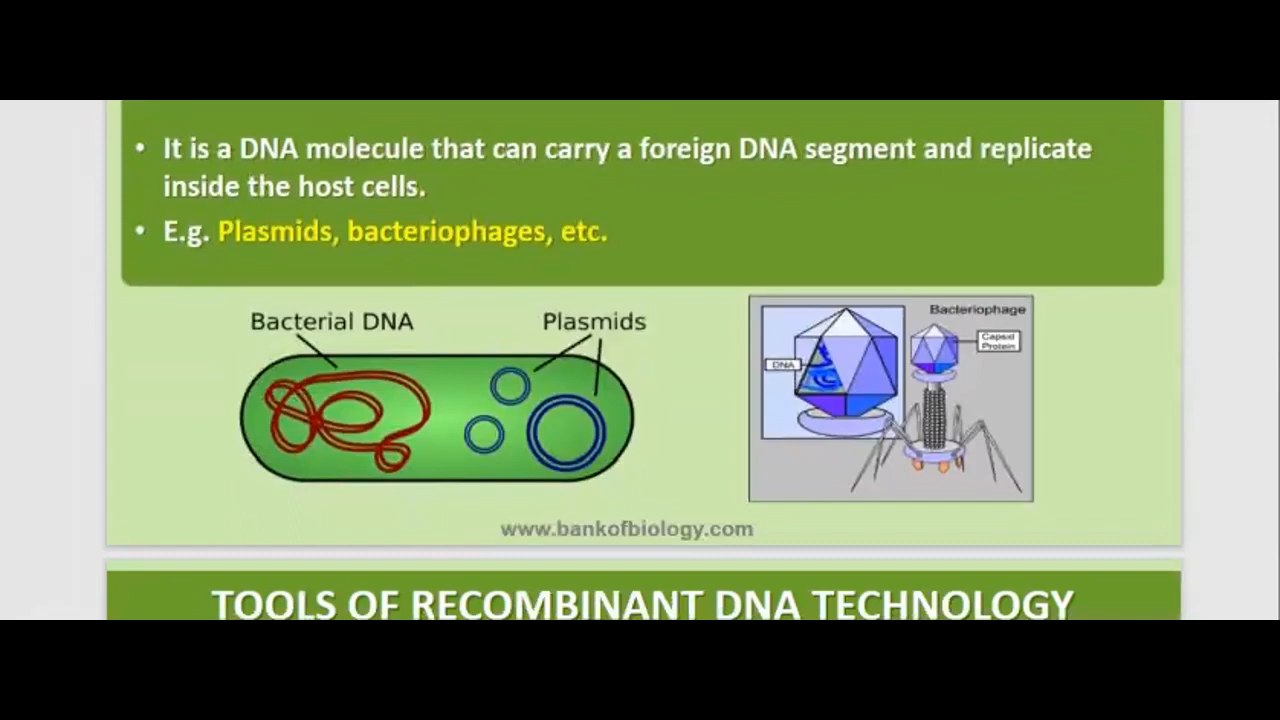 • It is a DNA molecule that can carry a foreign DNA segment and replicate
inside the host cells.
• E.g. Plasmids, bacteriophages, etc.
Bacterial DNA
Plasmids
Bacteriophage
DNA
Capsid
Protein
www.bankofbiology.com
TOOLS OF RECOMBINANT DNA TECHNOLOGY